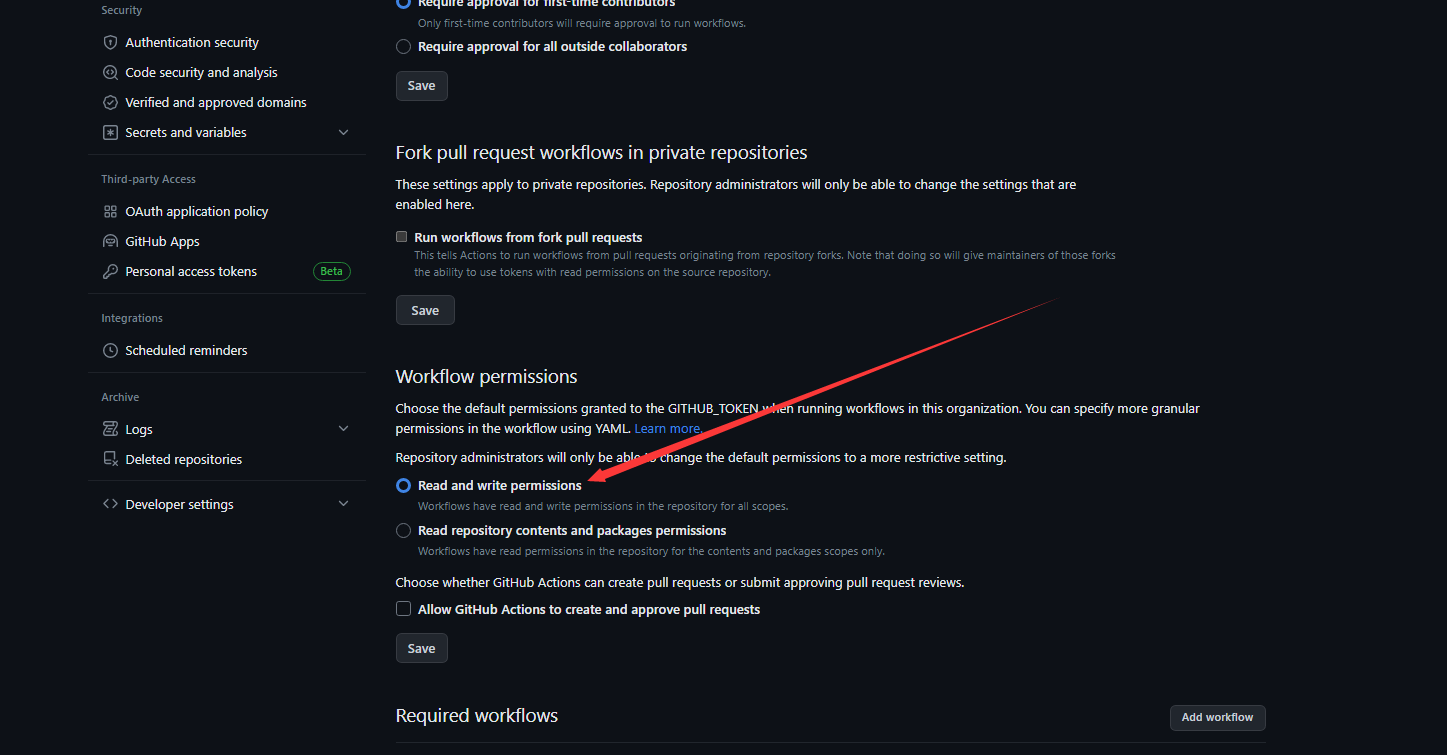 Security
Authentication security
Code security and analysis
Verified and approved domains
Secrets and variables
Third-party Access
OAuth application policy
GitHub Apps
Personal access tokens
Beta
Integrations
Scheduled reminders
Archive
Logs
Deleted repositories
Developer settings
Require approval for first-time contributors
Only first-time contributors will require approval to run workflows.
Require approval for all outside collaborators
Save
Fork pull request workflows in private repositories
These settings apply to private repositories. Repository administrators will only be able to change the settings that are
enabled here.
Run workflows from fork pull requests
This tells Actions to run workflows from pull requests originating from repository forks. Note that doing so will give maintainers of those forks
the ability to use tokens with read permissions on the source repository.
Save
Workflow permissions
Choose the default permissions granted to the GITHUB_TOKEN when running workflows in this organization. You can specify more granular
permissions in the workflow using YAML. Learn more.
Repository administrators will only be able to change the default permissions to a more restrictive setting.
Read and write permissions
Workflows have read and write permissions in the repository for all scopes.
Read repository contents and packages permissions
Workflows have read permissions in the repository for the contents and packages scopes only.
Choose whether GitHub Actions can create pull requests or submit approving pull request reviews.
Allow GitHub Actions to create and approve pull requests
Save
Required workflows
Add workflow